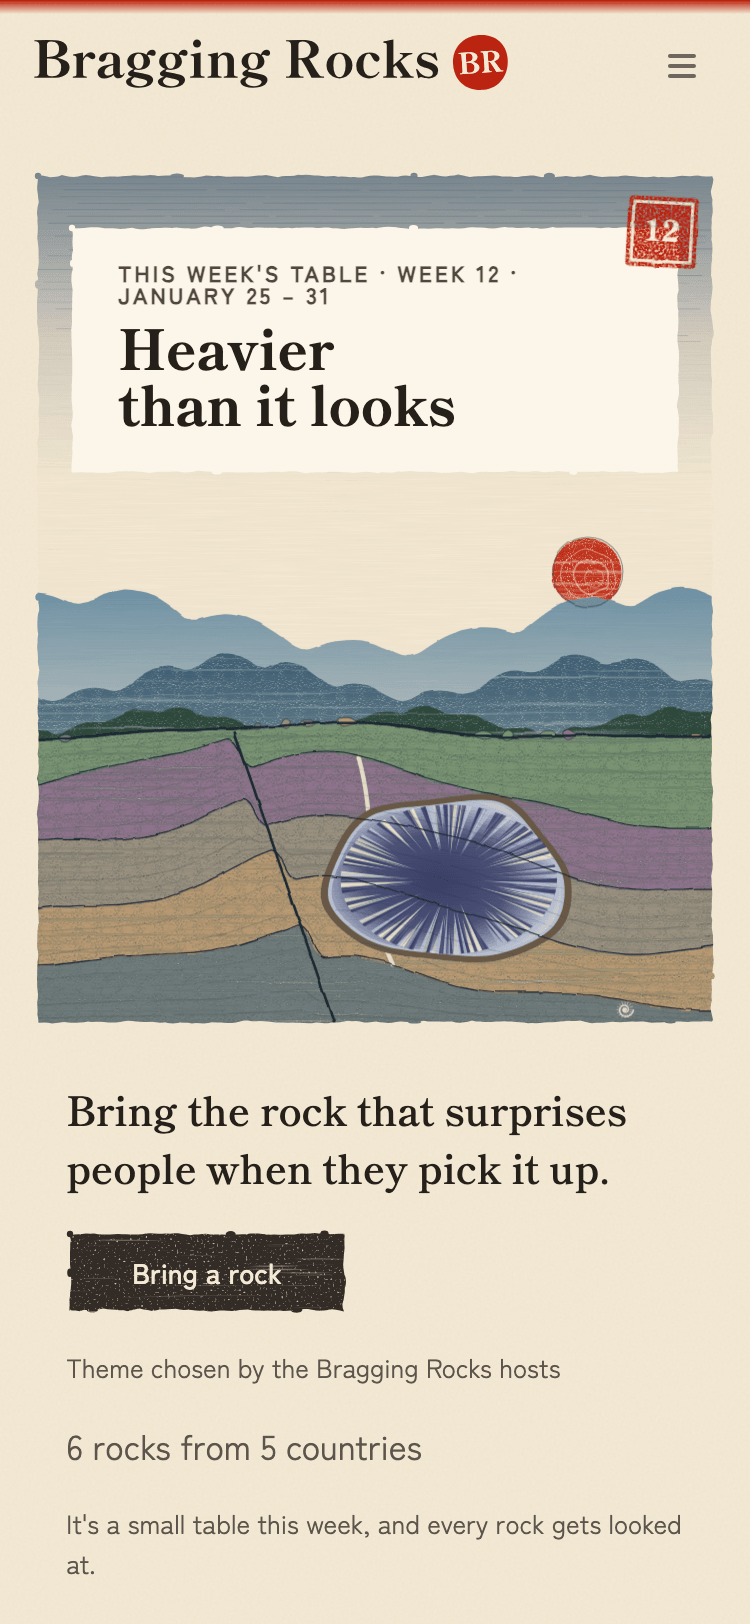 Bragging Rocks BR
12
THIS WEEK'S TABLE · WEEK 12 ·
JANUARY 25 – 31
Heavier
than it looks
Bring the rock that surprises
people when they pick it up.
Bring a rock
Theme chosen by the Bragging Rocks hosts
6 rocks from 5 countries
It's a small table this week, and every rock gets looked
at.